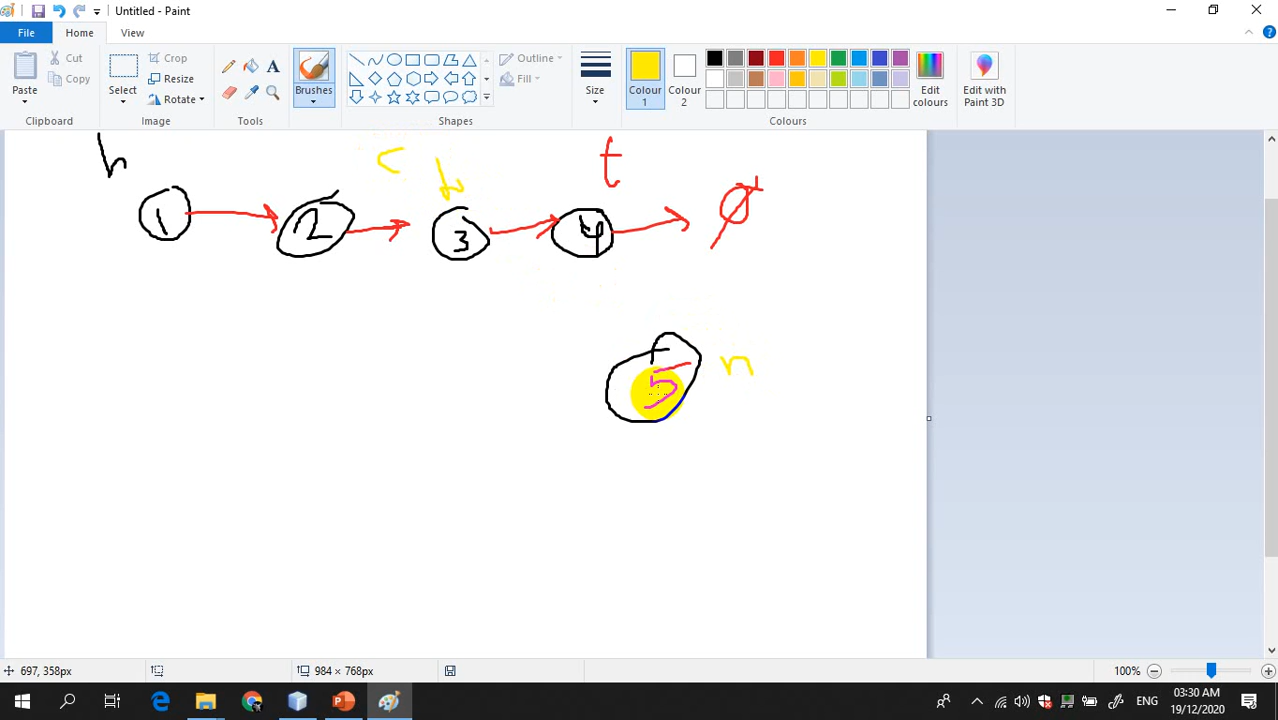 Untitled - Paint
File Home View
Paste
Cut
Copy
Clipboard
Select
Crop
Resize
Rotate
Image
Tools
A
Brushes
Outline
Fill
Shapes
Size
Colour 1
Colour 2
Edit colours
Colours
Edit with Paint 3D
h
t
1 2 3 4 Ø
n
5
697, 358px
984 × 768px
100%
ENG
03:30 AM
19/12/2020